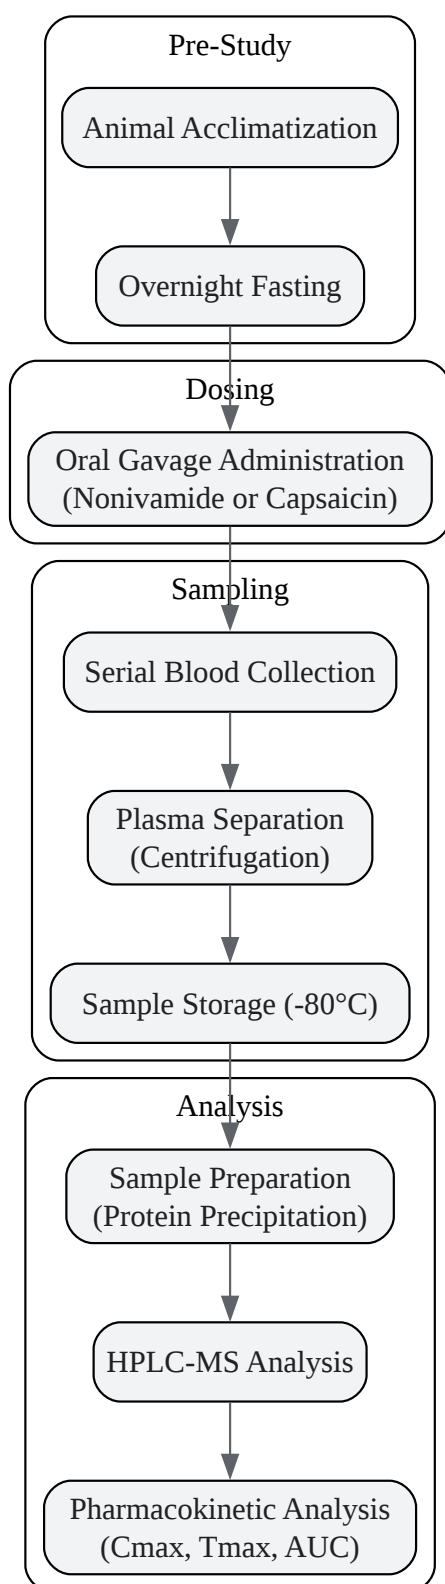 Pre-Study
Animal Acclimatization
Overnight Fasting
Dosing
Oral Gavage Administration
(Nonivamide or Capsaicin)
Sampling
Serial Blood Collection
Plasma Separation
(Centrifugation)
Sample Storage (-80°C)
Analysis
Sample Preparation
(Protein Precipitation)
HPLC-MS Analysis
Pharmacokinetic Analysis
(Cmax, Tmax, AUC)